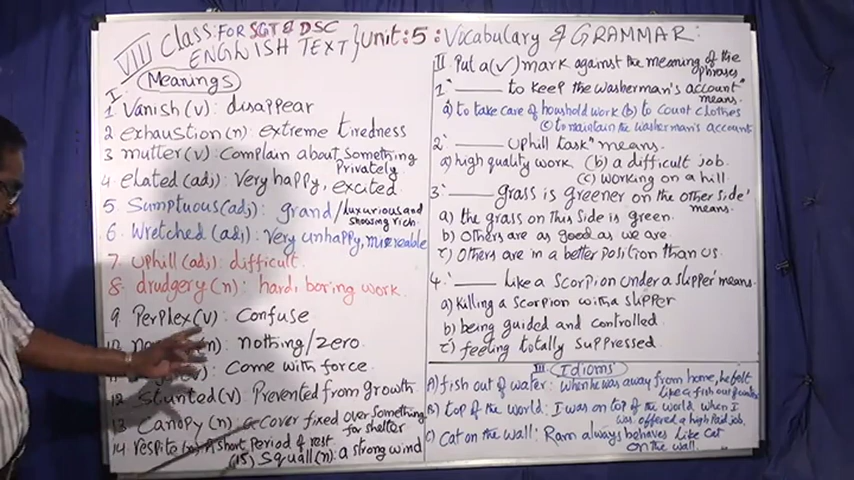 VIII Class: FOR SGT & DSC
ENGLISH TEXT } Unit: 5: Vocabulary & GRAMMAR:
I. Meanings
1 Vanish (v): disappear
2 exhaustion (n): extreme tiredness
3 mutter (v): Complain about something
Privately
4. elated (adj): Very happy, excited
5 Sumptuous (adj): grand/luxurious and
showing rich.
6. Wretched (adj): Very unhappy, misereable
7. Uphill (adj: difficult.
8. drudgery (n): hard, boring work.
9. Perplex (v): Confuse
n): nothing/zero
(v): Come with force
12. Stunted (v): Prevented from growth
13. Canopy (n) a cover fixed over something
for shelter
14. respite (n) A short Period of rest
(15) Squall (n): a strong wind
II Put a (√) mark against the meaning of the
phrases
1. "_____ to keep the washerman's account"
means.
a) to take care of houshold work (b) to count clothes
(c) to maintain the washerman's account
2. _____ uphill task" means.
a) high quality work (b) a difficult job.
(c) working on a hill.
3. _____ grass is greener on the other side'
means.
a) the grass on this side is green.
b) others are as good as we are.
c) others are in a better position than us.
4. _____ Like a Scorpion under a slipper' means
a) killing a scorpion with a slipper
b) being guided and controlled
c) feeling totally suppressed.
III. Idioms
A) fish out of water: when he was away from home, he felt
like a fish out of water
B) top of the world: I was on top of the world when I
was offered a high Paid job.
C) Cat on the wall: Ram always behaves like cat
on the wall.